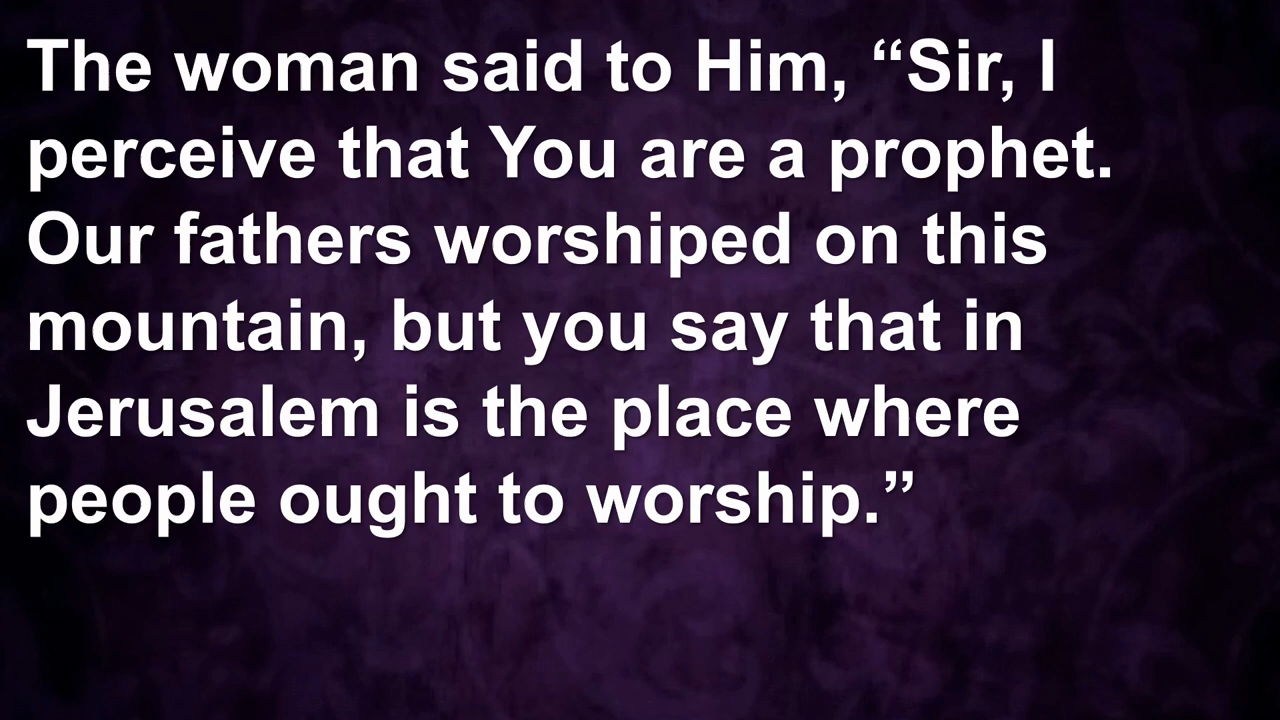 The woman said to Him, “Sir, I
perceive that You are a prophet.
Our fathers worshiped on this
mountain, but you say that in
Jerusalem is the place where
people ought to worship.”